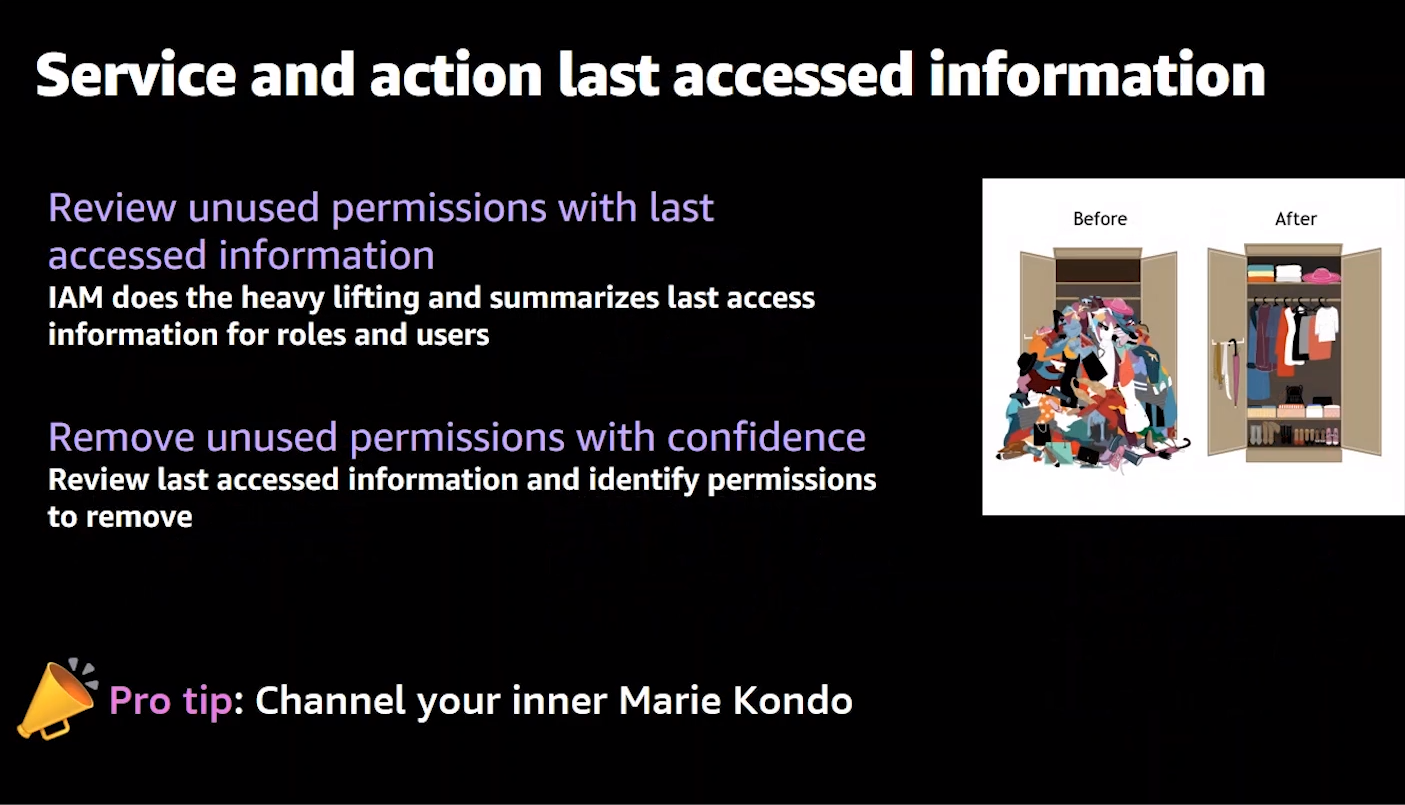 Service and action last accessed information
Review unused permissions with last
accessed information
IAM does the heavy lifting and summarizes last access
information for roles and users
Before
After
Remove unused permissions with confidence
Review last accessed information and identify permissions
to remove
Pro tip: Channel your inner Marie Kondo